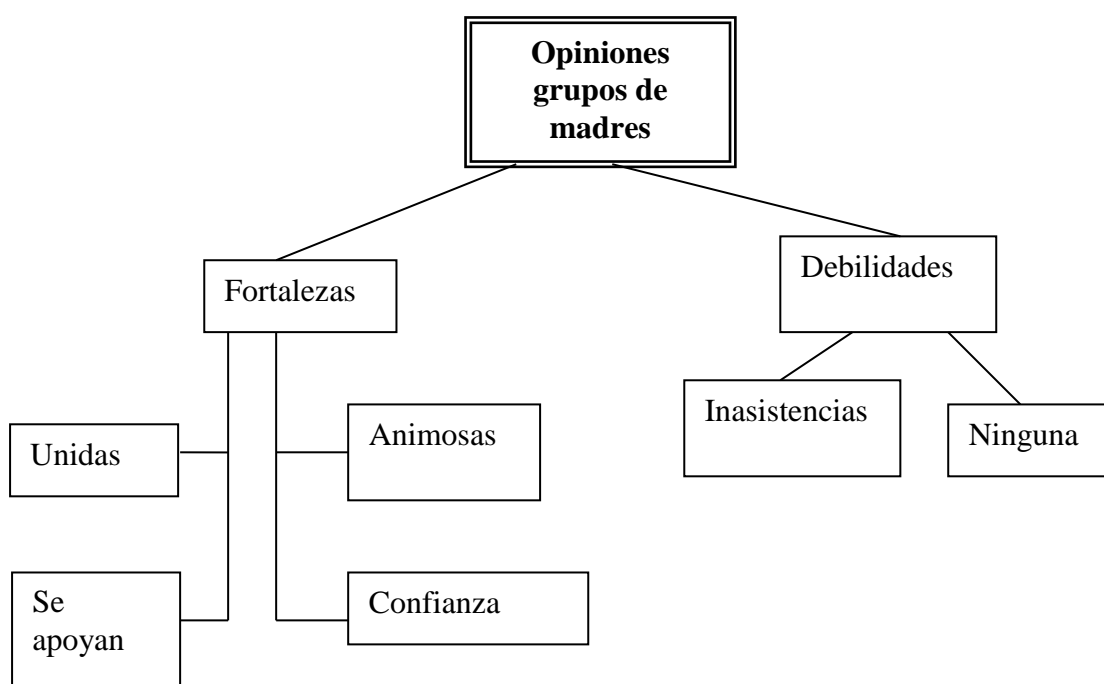 Opiniones
grupos de
madres
Fortalezas
Debilidades
Unidas
Animosas
Inasistencias
Ninguna
Se
apoyan
Confianza